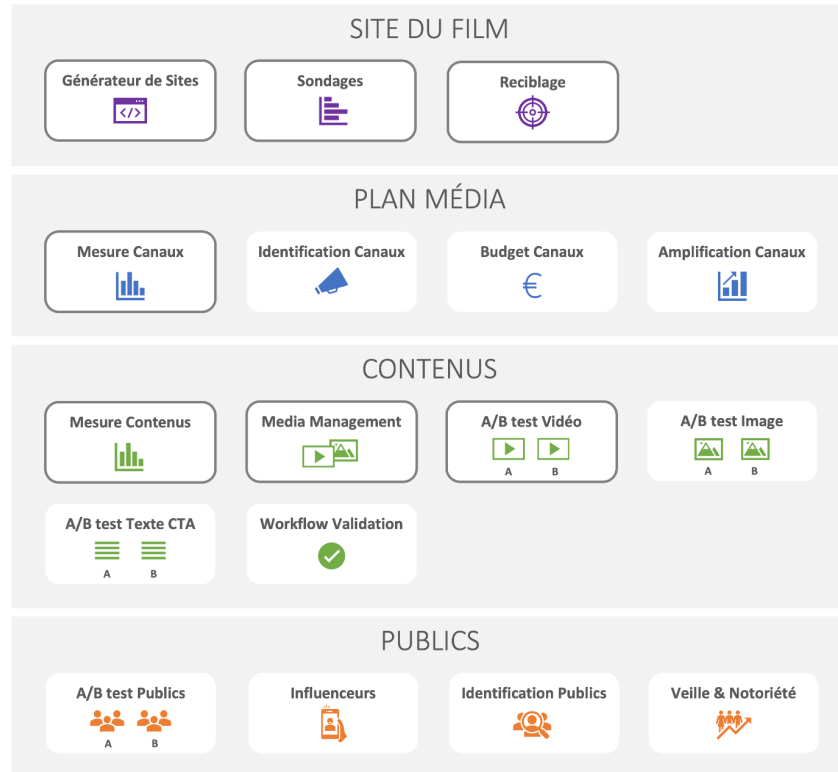 SITE DU FILM
Générateur de Sites
Sondages
Reciblage
</>
PLAN MÉDIA
Mesure Canaux
Identification Canaux
Budget Canaux
Amplification Canaux
€
CONTENUS
Mesure Contenus
Media Management
A/B test Vidéo
A/B test Image
A B
A B
A/B test Texte CTA
Workflow Validation
A B
PUBLICS
A/B test Publics
Influenceurs
Identification Publics
Veille & Notoriété
A B